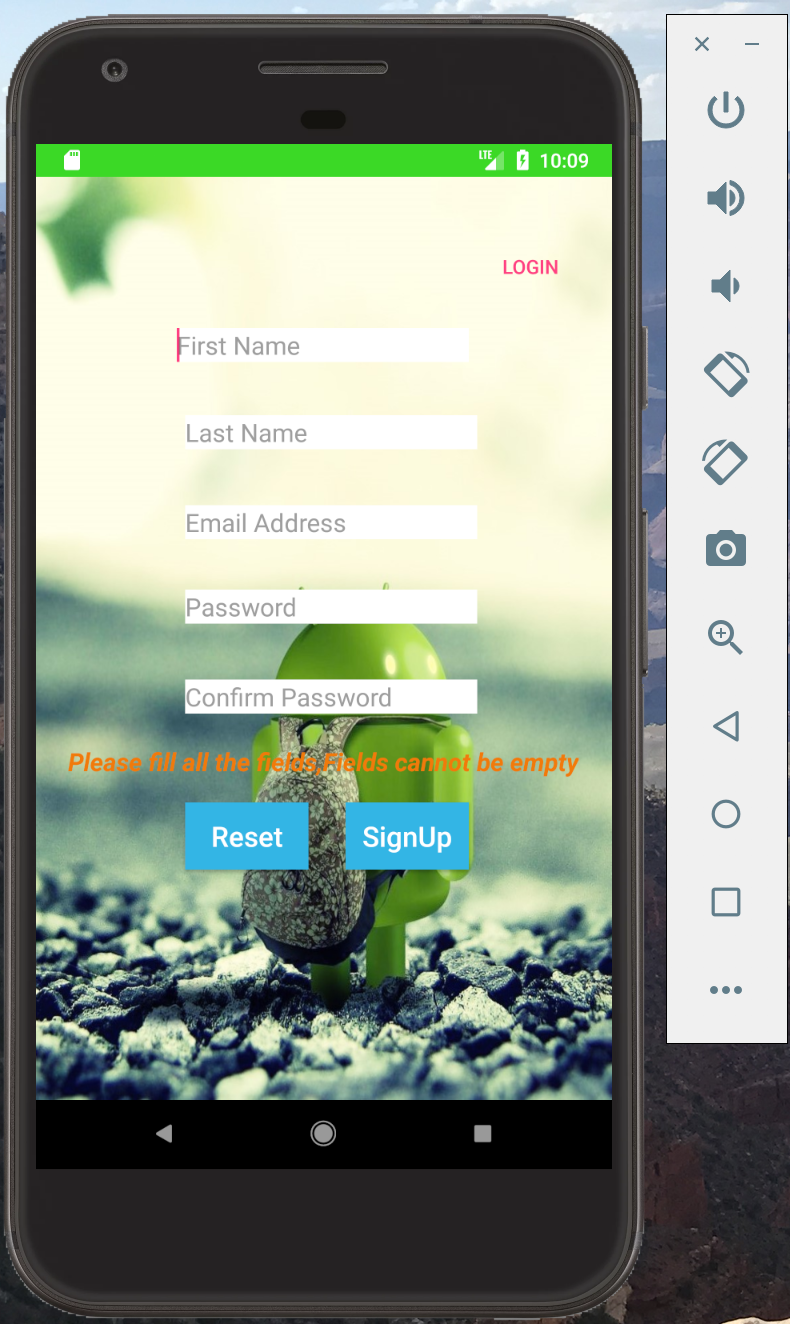 LTE 10:09
LOGIN
First Name
Last Name
Email Address
Password
Confirm Password
Please fill all the fields,Fields cannot be empty
Reset SignUp